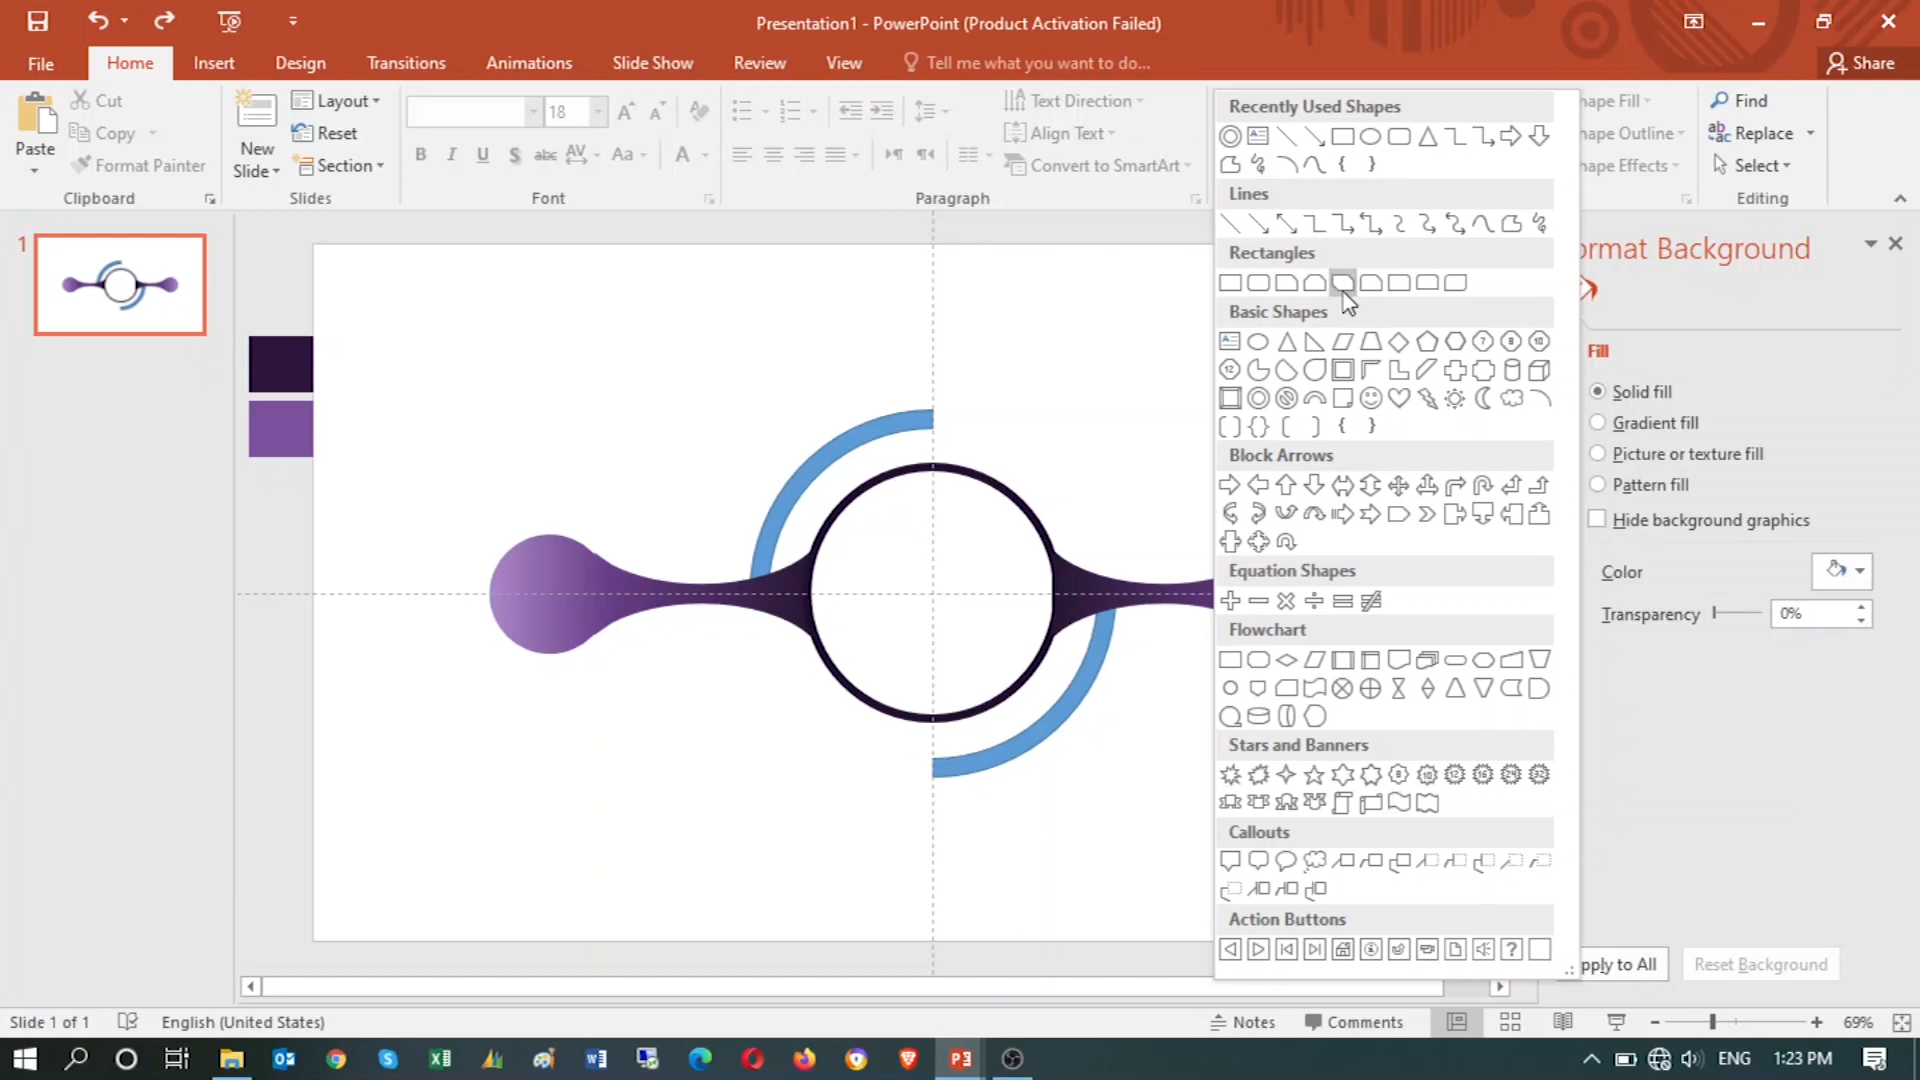 Presentation1 - PowerPoint (Product Activation Failed)
File
Home
Insert
Design
Transitions
Animations
Slide Show
Review
View
Tell me what you want to do...
Share
Paste
Cut
Copy
Format Painter
Clipboard
New
Slide
Layout
Reset
Section
Slides
18
B I U S abc AV Aa A
Font
Text Direction
Align Text
Convert to SmartArt
Paragraph
hape Fill
hape Outline
hape Effects
Find
Replace
Select
Editing
1
Recently Used Shapes
Lines
Rectangles
Basic Shapes
Block Arrows
Equation Shapes
Flowchart
Stars and Banners
Callouts
Action Buttons
ormat Background
Fill
Solid fill
Gradient fill
Picture or texture fill
Pattern fill
Hide background graphics
Color
Transparency
0%
pply to All
Reset Background
Slide 1 of 1
English (United States)
Notes
Comments
69%
ENG
1:23 PM